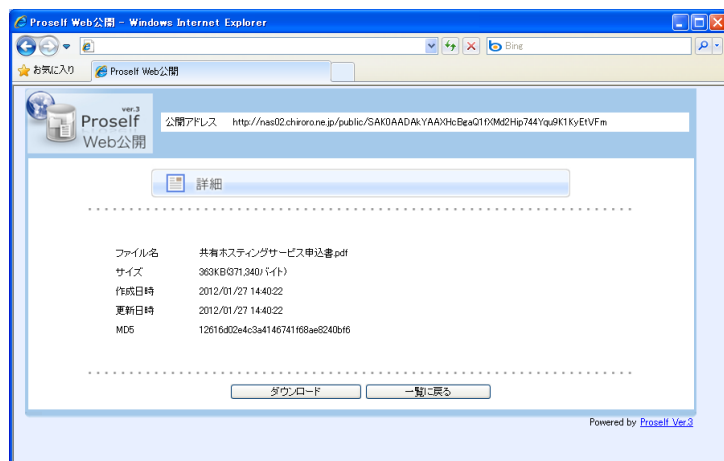 Proself Web公開 - Windows Internet Explorer
Bing
お気に入り
Proself Web公開
ver.3
Proself
Web公開
公開アドレス http://nas02.chiroro.ne.jp/public/SAK0AADAkYAAXHcBgaQ1fXMd2Hip744Yqu9K1KyEtVFm
詳細
ファイル名 共有ホスティングサービス申込書.pdf
サイズ 363KB(371,340バイト)
作成日時 2012/01/27 14:40:22
更新日時 2012/01/27 14:40:22
MD5 12616d02e4c3a4146741f68ae8240bf6
ダウンロード 一覧に戻る
Powered by Proself Ver.3